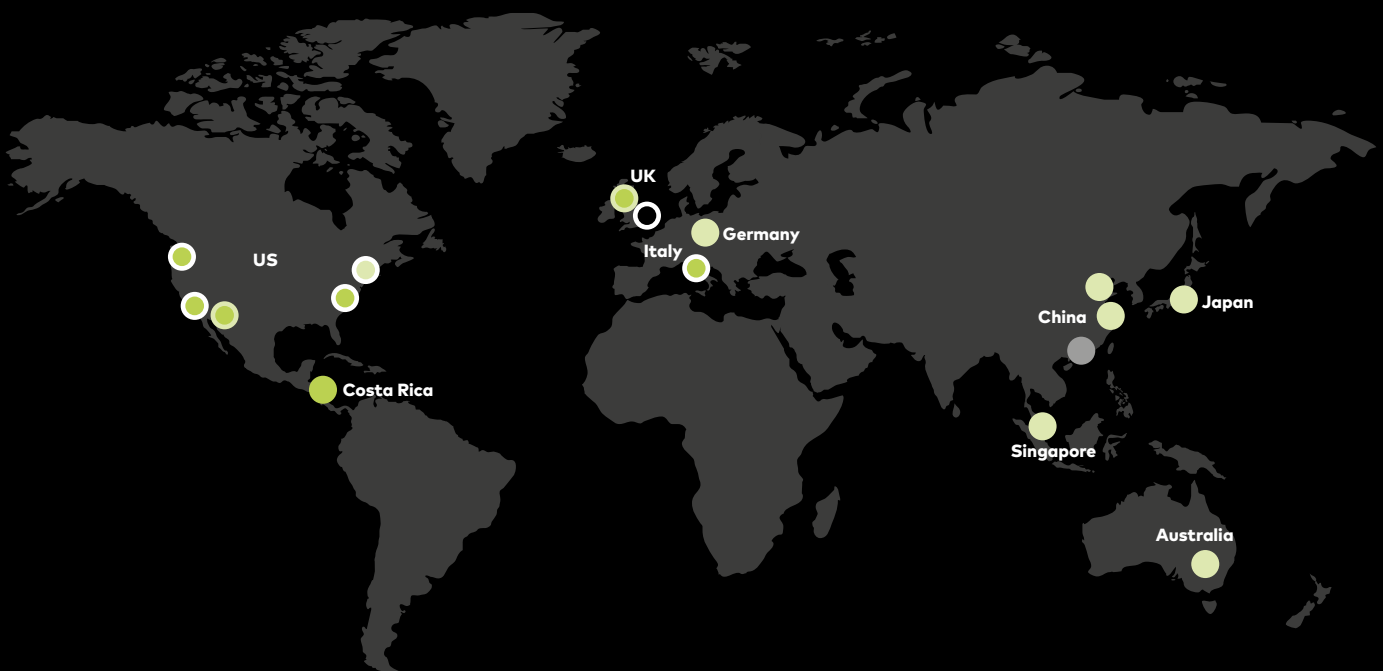 UK
Germany
Italy
US
Japan
China
Costa Rica
Singapore
Australia